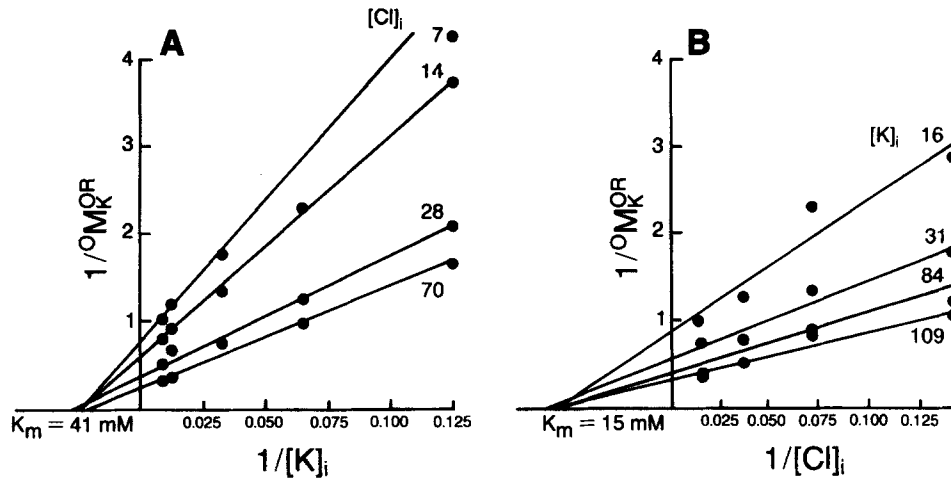 A
[Cl]i
7
14
28
70
4
3
2
1
1/OMKOR
0.025
0.050
0.075
0.100
0.125
Km = 41 mM
1/[K]i
B
[K]i
16
31
84
109
4
3
2
1
1/OMKOR
0.025
0.050
0.075
0.100
0.125
Km = 15 mM
1/[Cl]i